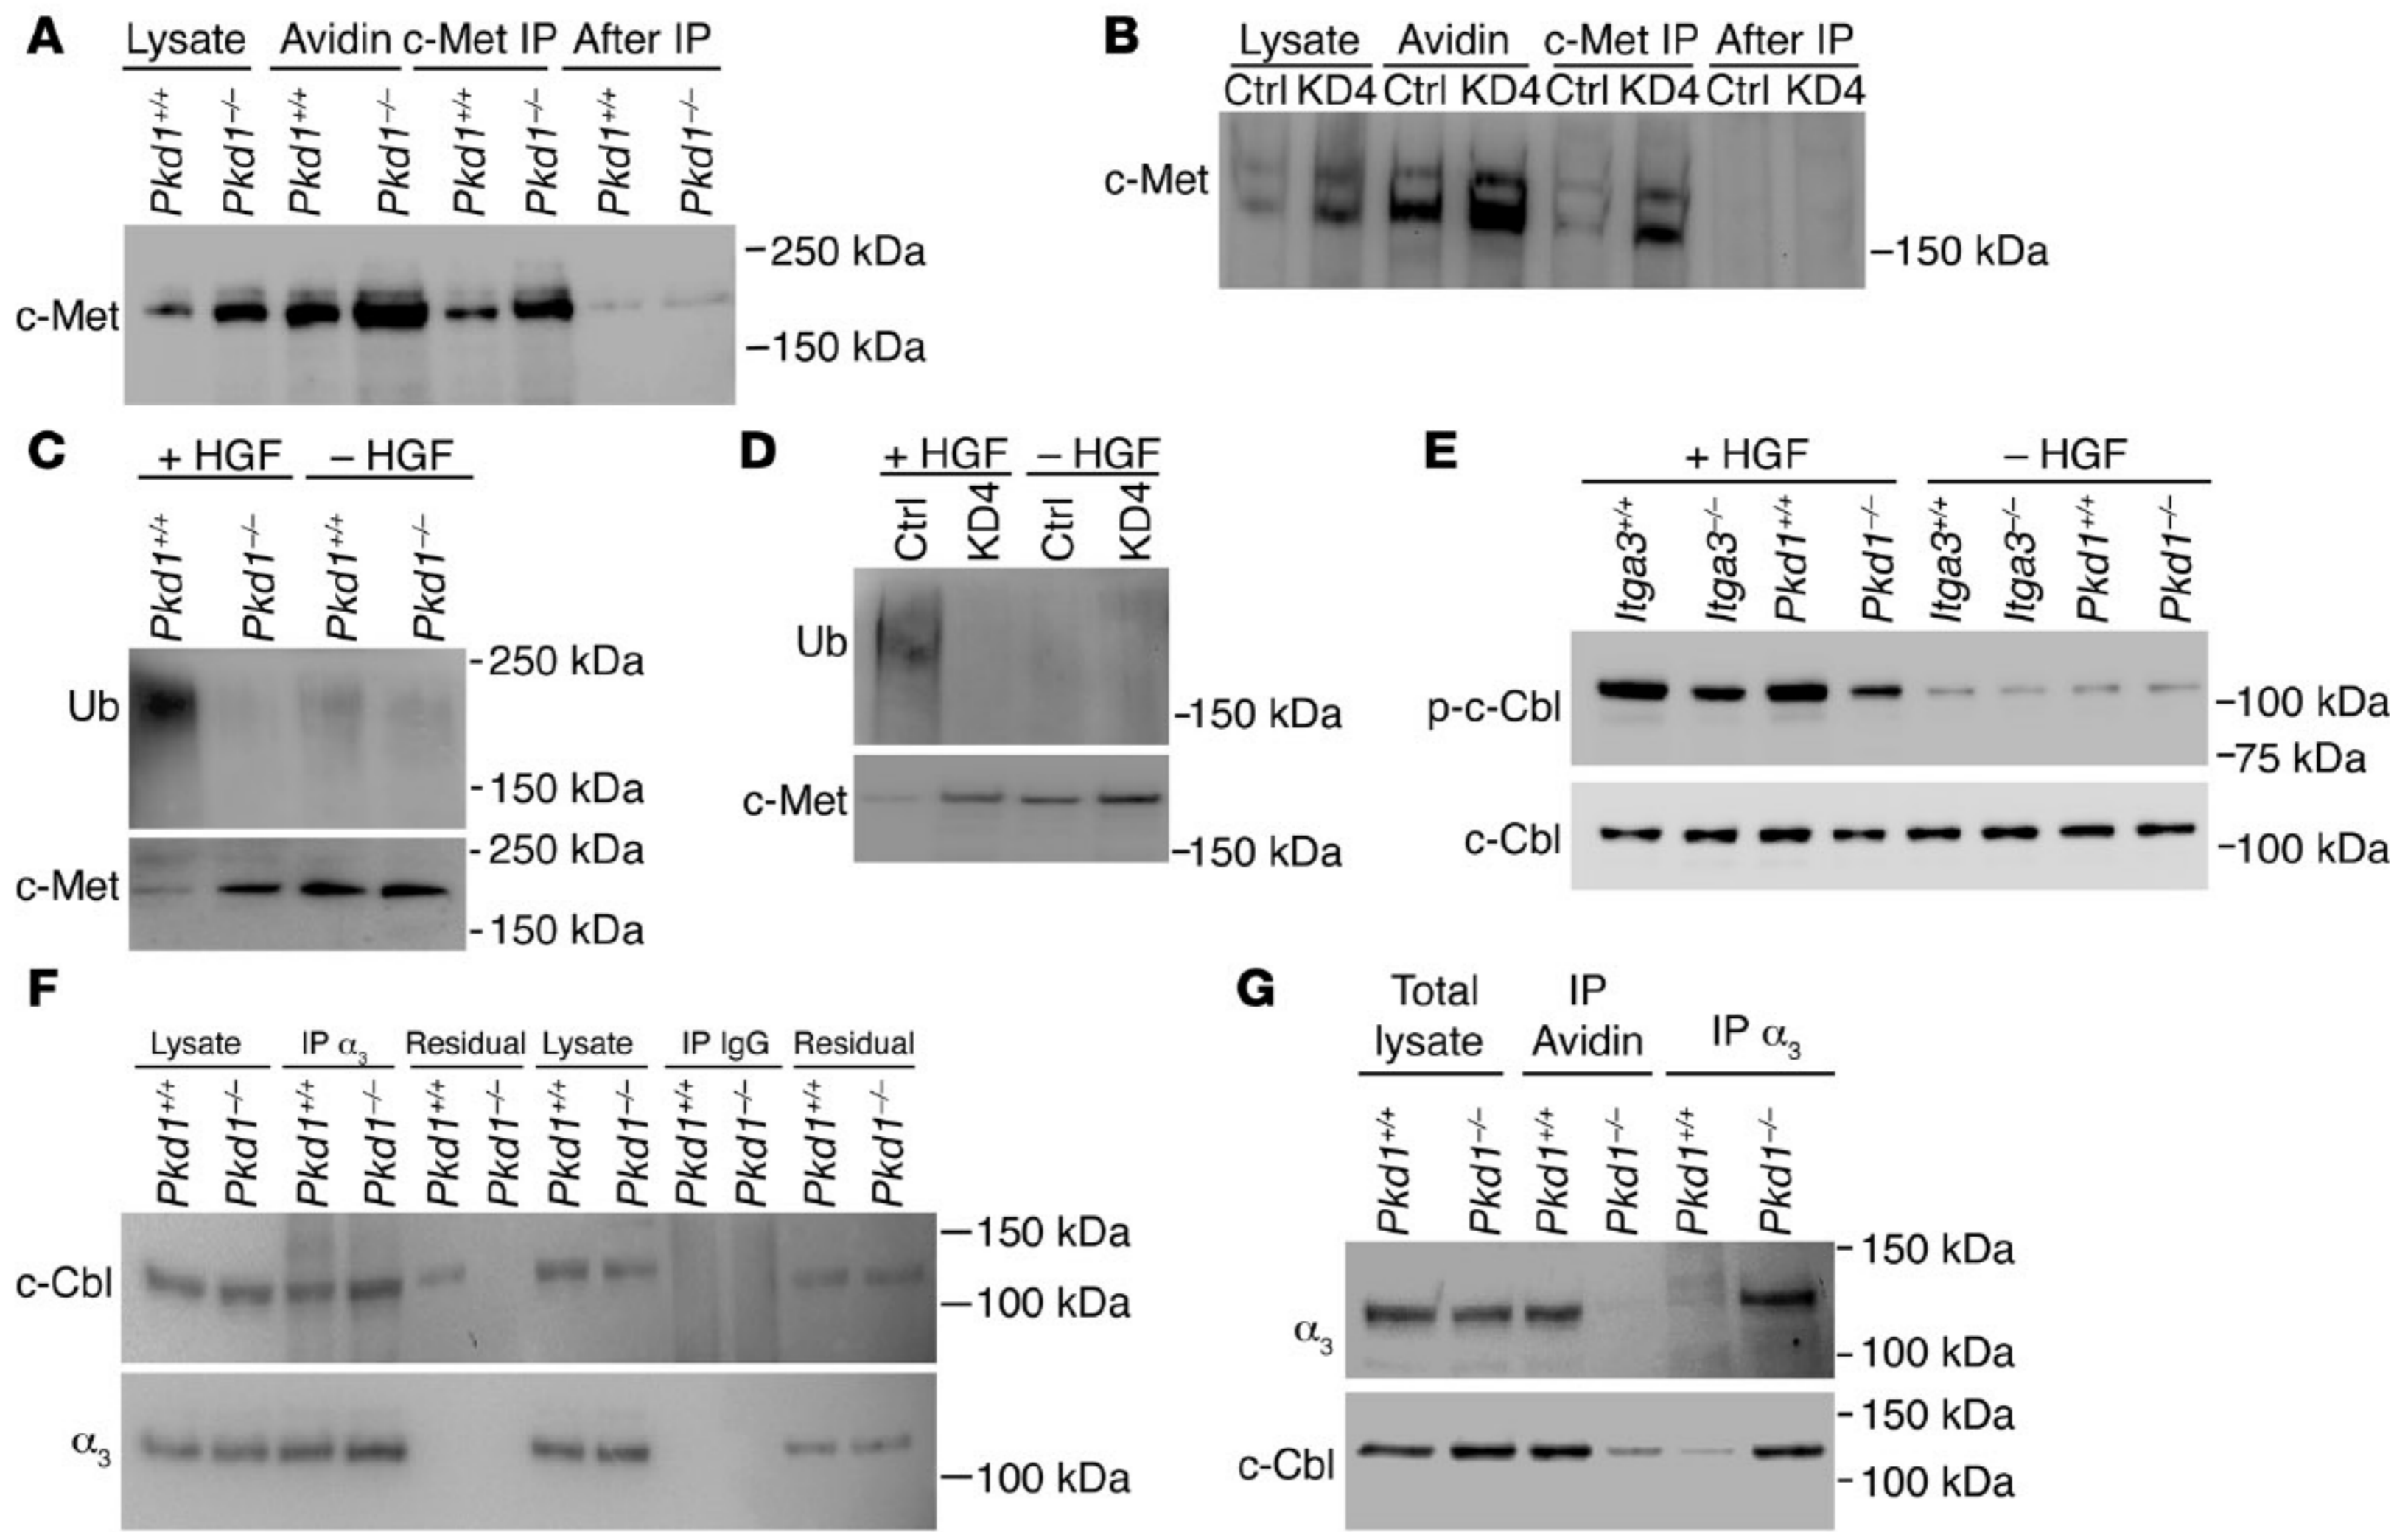 A
Lysate Avidin c-Met IP After IP
Pkd1+/+ Pkd1–/– Pkd1+/+ Pkd1–/– Pkd1+/+ Pkd1–/– Pkd1+/+ Pkd1–/–
-250 kDa
c-Met
-150 kDa
B
Lysate Avidin c-Met IP After IP
Ctrl KD4 Ctrl KD4 Ctrl KD4 Ctrl KD4
c-Met
-150 kDa
C
+ HGF – HGF
Pkd1+/+ Pkd1–/– Pkd1+/+ Pkd1–/–
-250 kDa
Ub
-150 kDa
-250 kDa
c-Met
-150 kDa
D
+ HGF – HGF
Ctrl KD4 Ctrl KD4
Ub
-150 kDa
c-Met
-150 kDa
E
+ HGF – HGF
Itga3+/+ Itga3–/– Pkd1+/+ Pkd1–/– Itga3+/+ Itga3–/– Pkd1+/+ Pkd1–/–
p-c-Cbl
-100 kDa
-75 kDa
c-Cbl
-100 kDa
F
Lysate IP α3 Residual Lysate IP IgG Residual
Pkd1+/+ Pkd1–/– Pkd1+/+ Pkd1–/– Pkd1+/+ Pkd1–/– Pkd1+/+ Pkd1–/– Pkd1+/+ Pkd1–/– Pkd1+/+ Pkd1–/–
—150 kDa
c-Cbl
—100 kDa
α3
—100 kDa
G
Total lysate IP Avidin IP α3
Pkd1+/+ Pkd1–/– Pkd1+/+ Pkd1–/– Pkd1+/+ Pkd1–/–
-150 kDa
α3
-100 kDa
-150 kDa
c-Cbl
-100 kDa